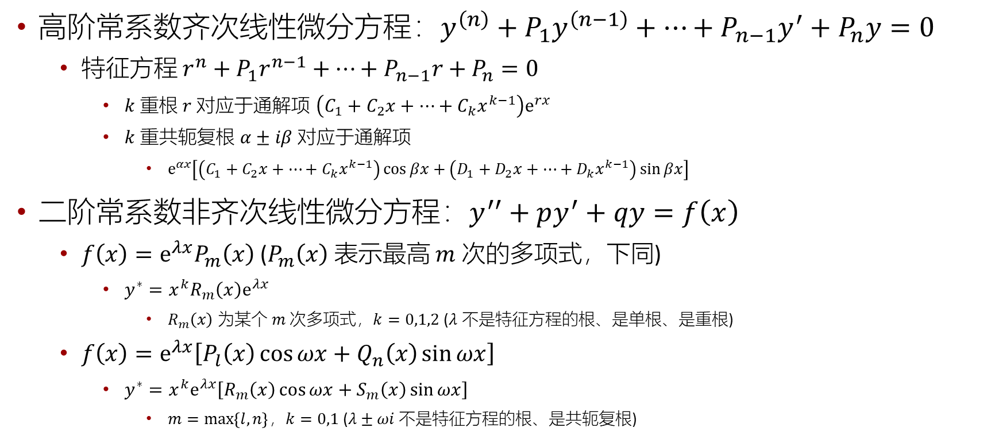 • 高阶常系数齐次线性微分方程：$y^{(n)} + P_1 y^{(n-1)} + \cdots + P_{n-1} y' + P_n y = 0$
• 特征方程 $r^n + P_1 r^{n-1} + \cdots + P_{n-1} r + P_n = 0$
• $k$ 重根 $r$ 对应于通解项 $(C_1 + C_2 x + \cdots + C_k x^{k-1}) \mathrm{e}^{rx}$
• $k$ 重共轭复根 $\alpha \pm i\beta$ 对应于通解项
• $\mathrm{e}^{\alpha x}[(C_1 + C_2 x + \cdots + C_k x^{k-1}) \cos \beta x + (D_1 + D_2 x + \cdots + D_k x^{k-1}) \sin \beta x]$
• 二阶常系数非齐次线性微分方程：$y'' + py' + qy = f(x)$
• $f(x) = \mathrm{e}^{\lambda x} P_m(x)$ ($P_m(x)$ 表示最高 $m$ 次的多项式，下同)
• $y^* = x^k R_m(x) \mathrm{e}^{\lambda x}$
• $R_m(x)$ 为某个 $m$ 次多项式，$k = 0,1,2$ ($\lambda$ 不是特征方程的根、是单根、是重根)
• $f(x) = \mathrm{e}^{\lambda x}[P_l(x) \cos \omega x + Q_n(x) \sin \omega x]$
• $y^* = x^k \mathrm{e}^{\lambda x}[R_m(x) \cos \omega x + S_m(x) \sin \omega x]$
• $m = \max\{l, n\}$，$k = 0,1$ ($\lambda \pm \omega i$ 不是特征方程的根、是共轭复根)